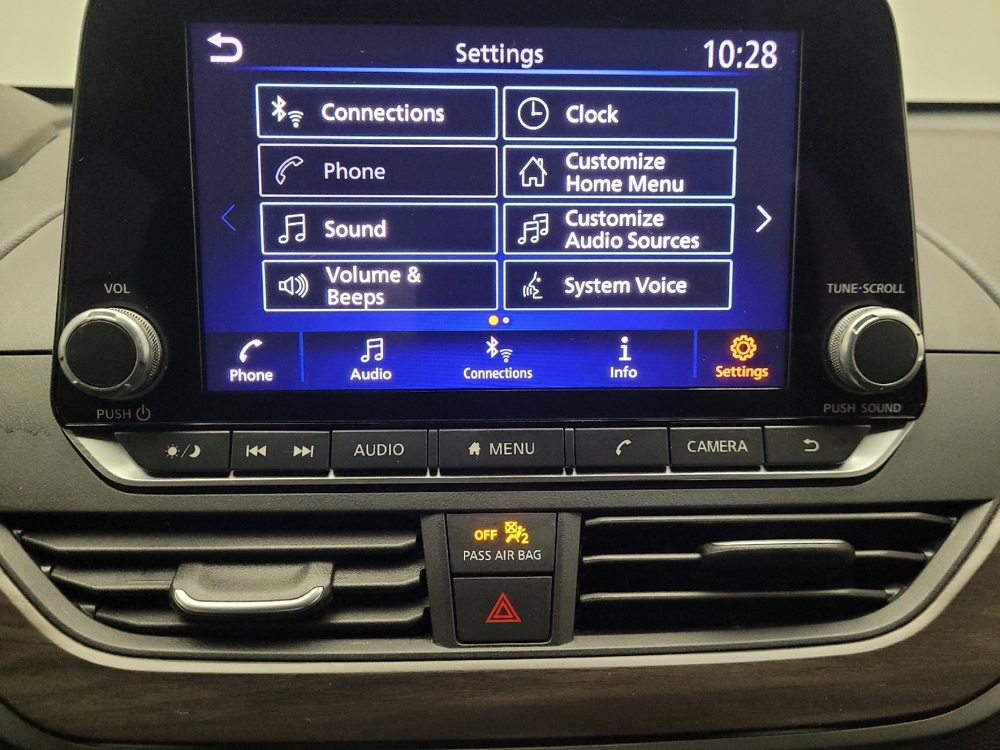 Settings
10:28
Connections
Clock
Phone
Customize
Home Menu
Sound
Customize
Audio Sources
Volume &
Beeps
System Voice
Phone
Audio
Connections
Info
Settings
VOL
TUNE·SCROLL
PUSH
PUSH SOUND
AUDIO
MENU
CAMERA
OFF
2
PASS AIR BAG